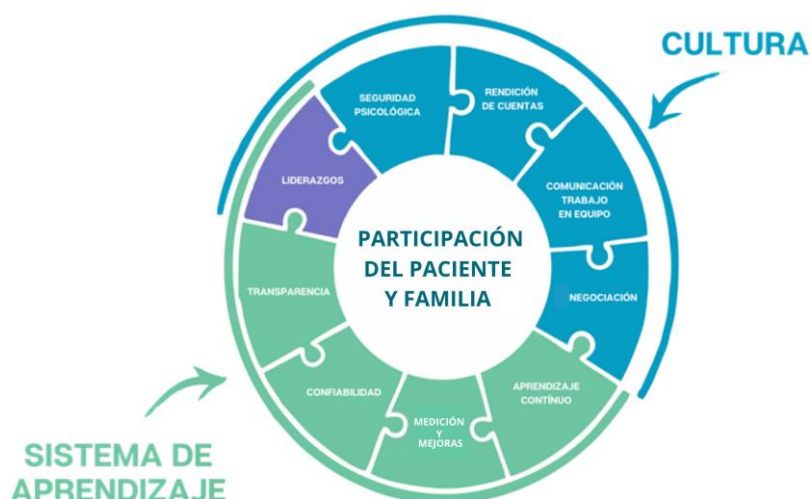 CULTURA
SEGURIDAD
PSICOLÓGICA
RENDICIÓN
DE CUENTAS
LIDERAZGOS
COMUNICACIÓN
TRABAJO
EN EQUIPO
PARTICIPACIÓN
DEL PACIENTE
Y FAMILIA
TRANSPARENCIA
NEGOCIACIÓN
CONFIABILIDAD
MEDICIÓN
Y
MEJORAS
APRENDIZAJE
CONTÍNUO
SISTEMA DE
APRENDIZAJE